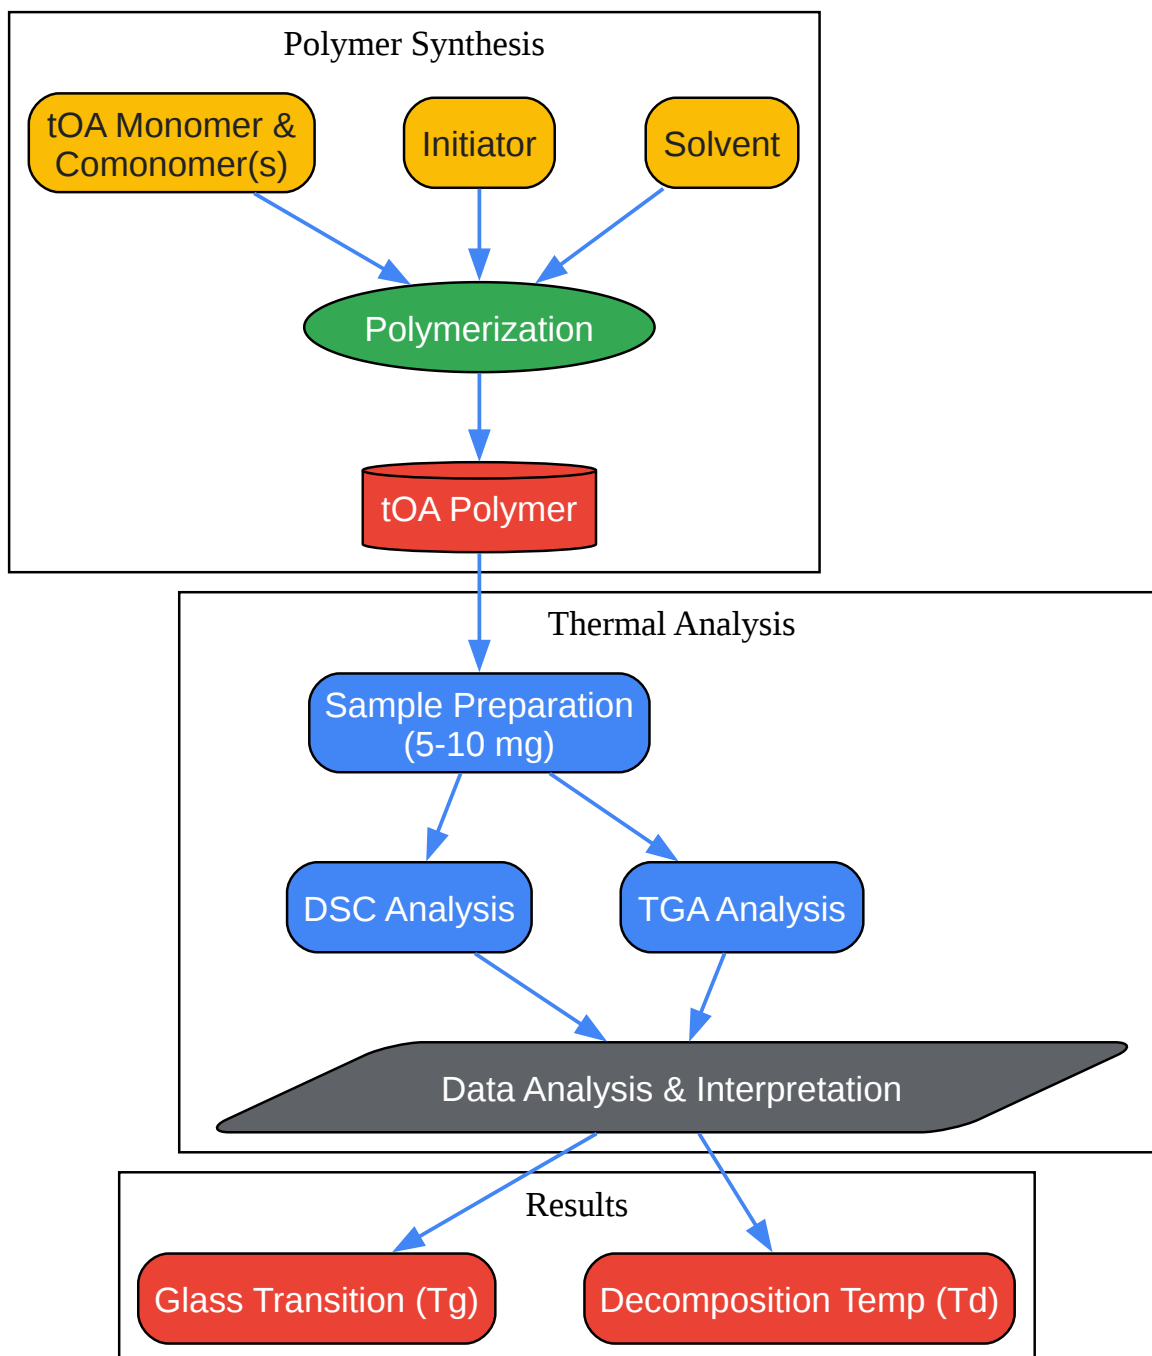 Polymer Synthesis
tOA Monomer &
Comonomer(s)
Initiator
Solvent
Polymerization
tOA Polymer
Thermal Analysis
Sample Preparation
(5-10 mg)
DSC Analysis
TGA Analysis
Data Analysis & Interpretation
Results
Glass Transition (Tg)
Decomposition Temp (Td)